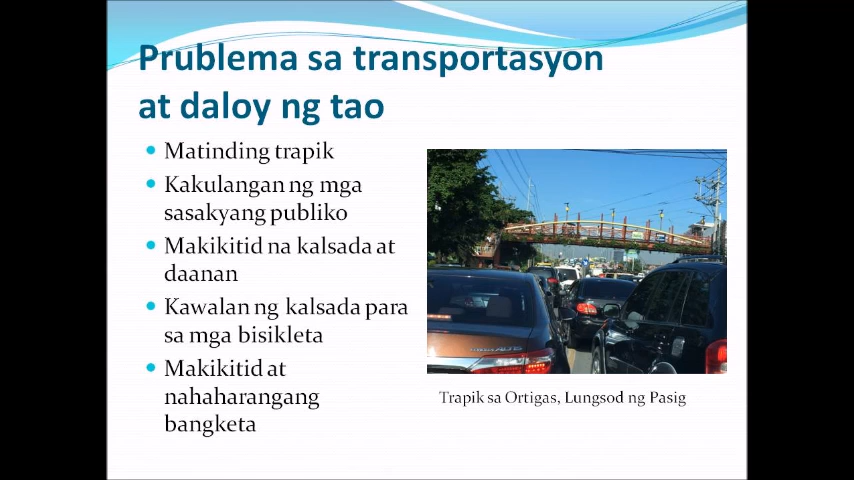 Prublema sa transportasyon
at daloy ng tao
Matinding trapik
Kakulangan ng mga
sasakyang publiko
Makikitid na kalsada at
daanan
Kawalan ng kalsada para
sa mga bisikleta
Makikitid at
nahaharangang
bangketa
Trapik sa Ortigas, Lungsod ng Pasig